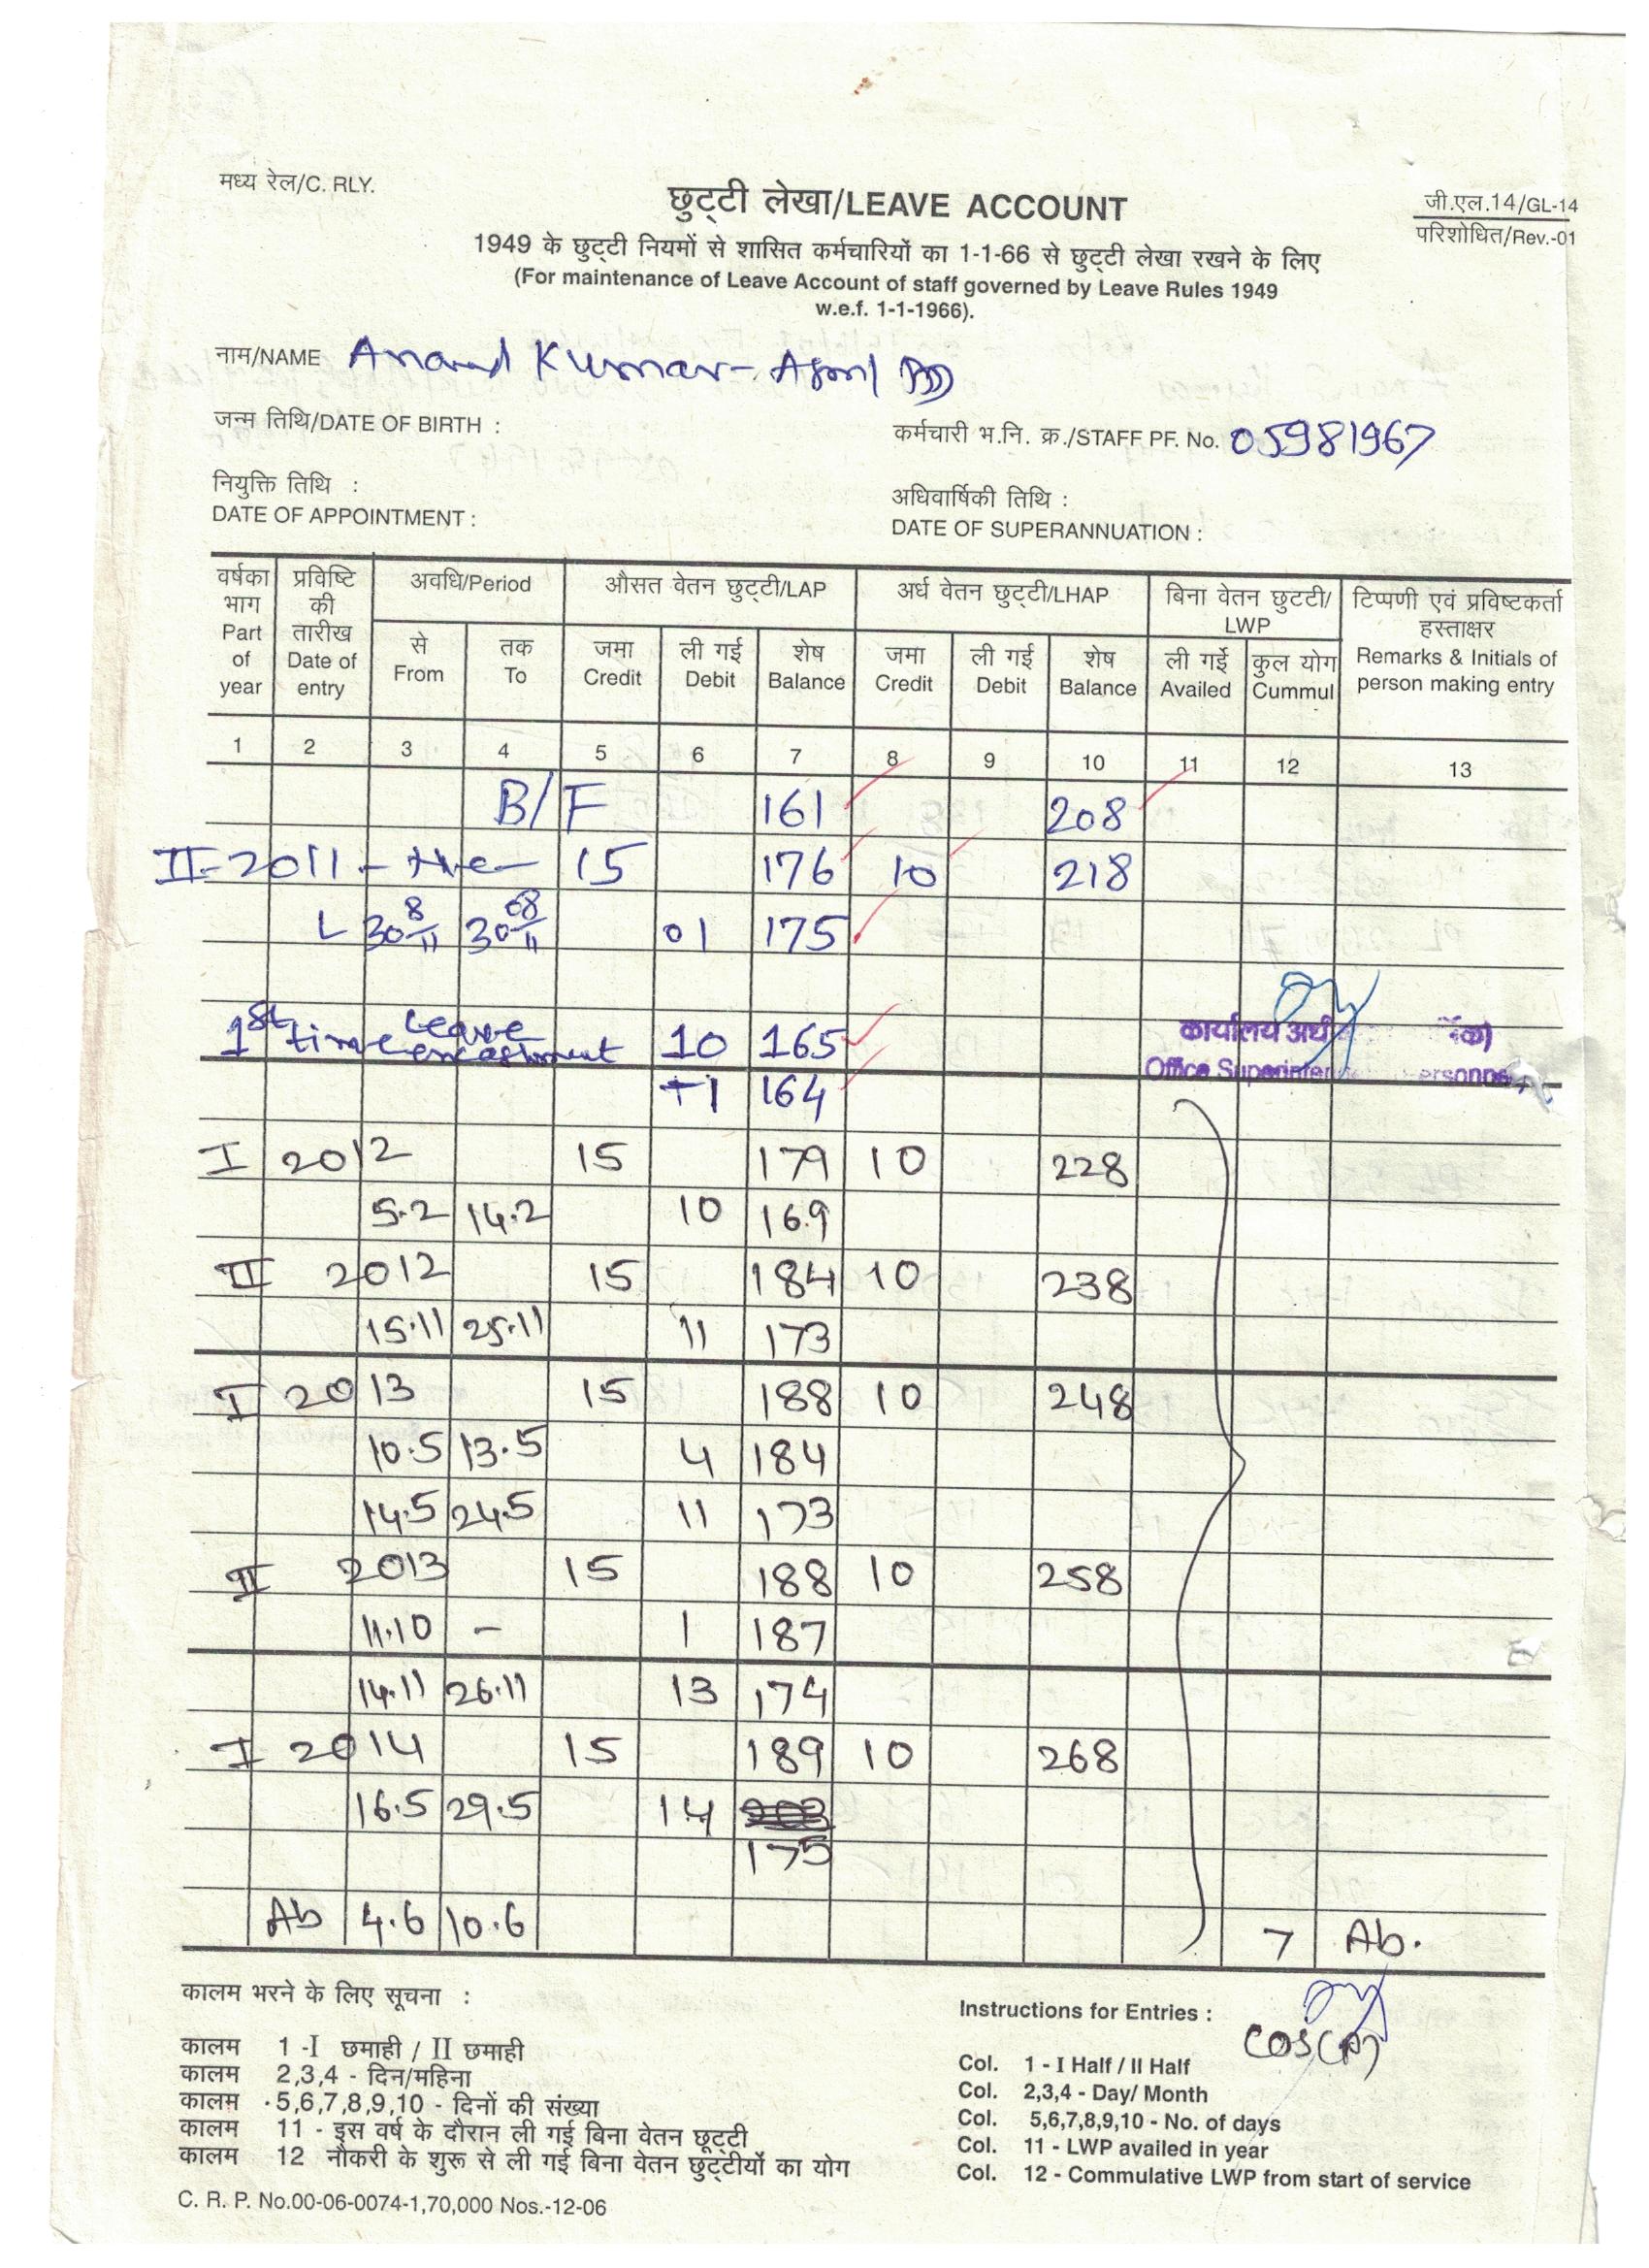 मध्य रेल/C. RLY.
छुट्टी लेखा/LEAVE ACCOUNT
जी.एल.14/GL-14
परिशोधित/Rev.-01
1949 के छुट्टी नियमों से शासित कर्मचारियों का 1-1-66 से छुट्टी लेखा रखने के लिए
(For maintenance of Leave Account of staff governed by Leave Rules 1949
w.e.f. 1-1-1966).
नाम/NAME Anand Kumar-
जन्म तिथि/DATE OF BIRTH :
कर्मचारी भ.नि. क्र./STAFF PF. No. 05981967
नियुक्ति तिथि :
DATE OF APPOINTMENT :
अधिवार्षिकी तिथि :
DATE OF SUPERANNUATION :
वर्षका भाग Part of year
प्रविष्टि की तारीख Date of entry
अवधि/Period
औसत वेतन छुट्टी/LAP
अर्ध वेतन छुट्टी/LHAP
बिना वेतन छुटटी/ LWP
टिप्पणी एवं प्रविष्टकर्ता हस्ताक्षर
Remarks & Initials of person making entry
से From
तक To
जमा Credit
ली गई Debit
शेष Balance
जमा Credit
ली गई Debit
शेष Balance
ली गई Availed
कुल योग Cummul
1 2 3 4 5 6 7 8 9 10 11 12 13
B/F 161 208
II-2011- 15 176 10 218
L 30 8/11 30 08/11 01 175
1st time Leave encashment 10 165
कार्यालय अधी
Office Superinten
+1 164
I 2012 15 179 10 228
5.2 14.2 10 169
II 2012 15 184 10 238
15.11 25.11 11 173
I 2013 15 188 10 248
10.5 13.5 4 184
14.5 24.5 11 173
II 2013 15 188 10 258
11.10 - 1 187
14.11 26.11 13 174
I 2014 15 189 10 268
16.5 29.5 14
175
Ab 4.6 10.6 7 Ab.
COS(P)
कालम भरने के लिए सूचना :
कालम 1 -I छमाही / II छमाही
कालम 2,3,4 - दिन/महिना
कालम 5,6,7,8,9,10 - दिनों की संख्या
कालम 11 - इस वर्ष के दौरान ली गई बिना वेतन छूट्टी
कालम 12 नौकरी के शुरू से ली गई बिना वेतन छुट्टीयों का योग
Instructions for Entries :
Col. 1 - I Half / II Half
Col. 2,3,4 - Day/ Month
Col. 5,6,7,8,9,10 - No. of days
Col. 11 - LWP availed in year
Col. 12 - Commulative LWP from start of service
C. R. P. No.00-06-0074-1,70,000 Nos.-12-06